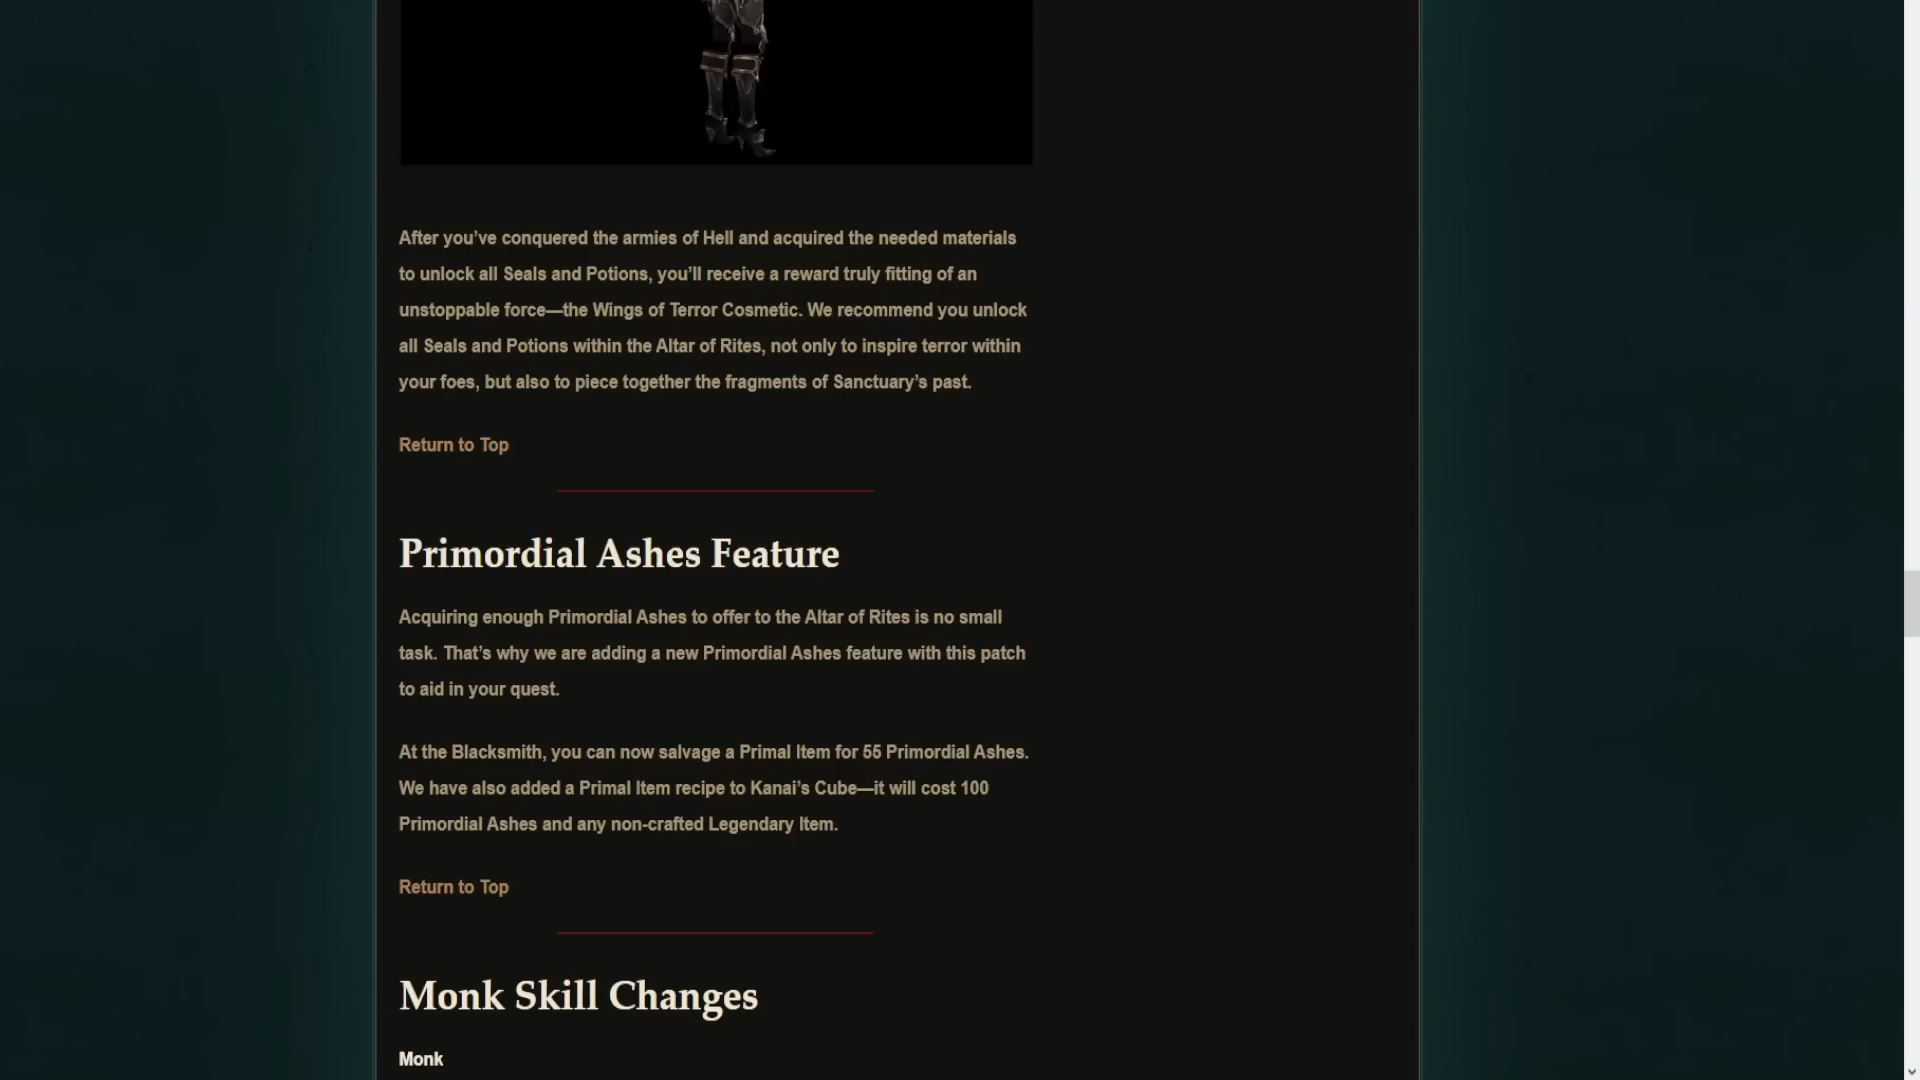 After you’ve conquered the armies of Hell and acquired the needed materials
to unlock all Seals and Potions, you’ll receive a reward truly fitting of an
unstoppable force—the Wings of Terror Cosmetic. We recommend you unlock
all Seals and Potions within the Altar of Rites, not only to inspire terror within
your foes, but also to piece together the fragments of Sanctuary’s past.
Return to Top
Primordial Ashes Feature
Acquiring enough Primordial Ashes to offer to the Altar of Rites is no small
task. That’s why we are adding a new Primordial Ashes feature with this patch
to aid in your quest.
At the Blacksmith, you can now salvage a Primal Item for 55 Primordial Ashes.
We have also added a Primal Item recipe to Kanai’s Cube—it will cost 100
Primordial Ashes and any non-crafted Legendary Item.
Return to Top
Monk Skill Changes
Monk